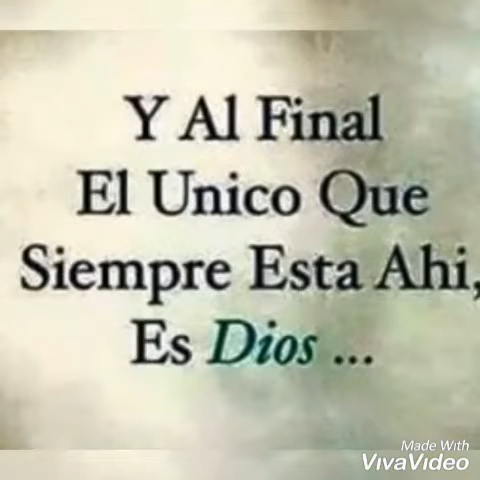 Y Al Final
El Unico Que
Siempre Esta Ahi,
Es Dios ...
Made With
VivaVideo